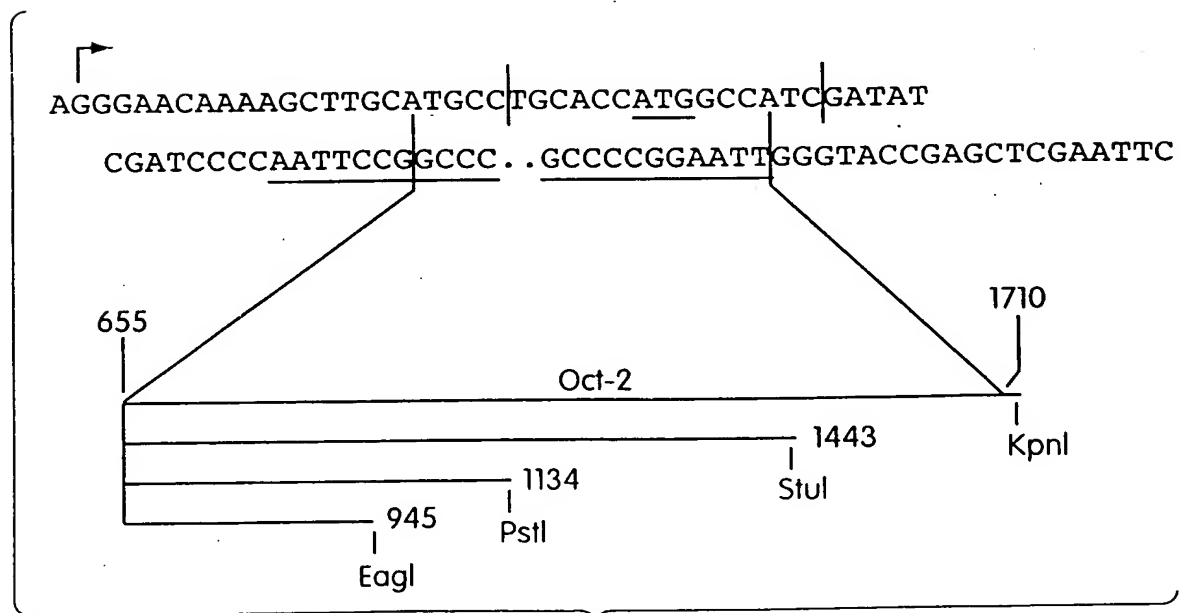 AGGGAACAAAAGCTTGCATGCCTGCACCATGGCCATCGATAT
CGATCCCCAATTCCGGCCC..GCCCCGGAATTGGGTACCGAGCTCGAATTC
655
1710
Oct-2
1443
KpnI
StuI
1134
PstI
945
EagI